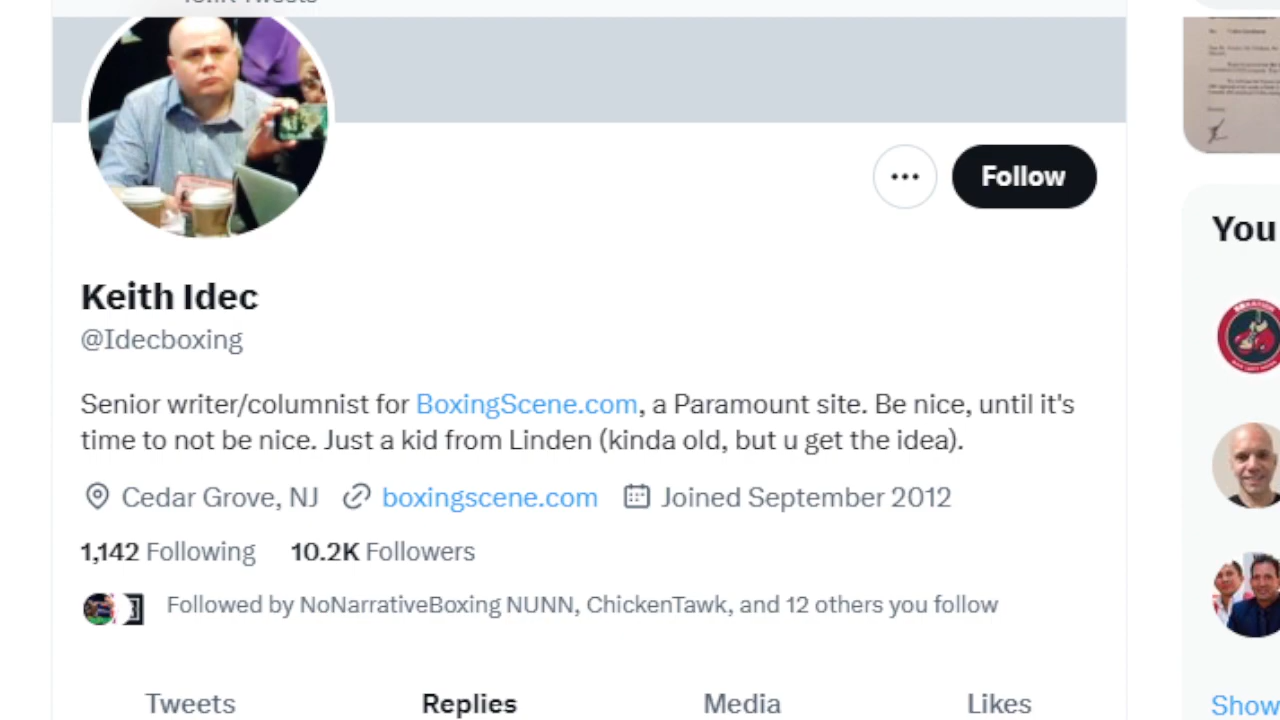 Follow
You
Keith Idec
@Idecboxing
Senior writer/columnist for BoxingScene.com, a Paramount site. Be nice, until it's
time to not be nice. Just a kid from Linden (kinda old, but u get the idea).
Cedar Grove, NJ boxingscene.com Joined September 2012
1,142 Following 10.2K Followers
Followed by NoNarrativeBoxing NUNN, ChickenTawk, and 12 others you follow
Tweets Replies Media Likes
Show